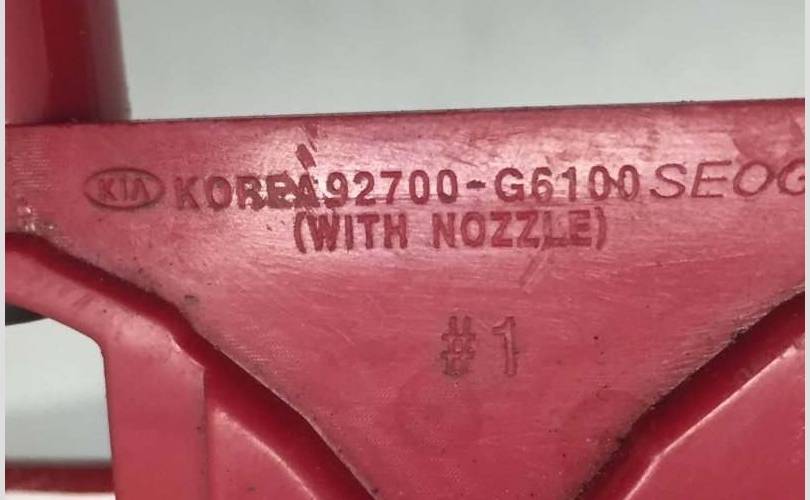 KIA KOREA 92700-G6100 SEOG
(WITH NOZZLE)
#1